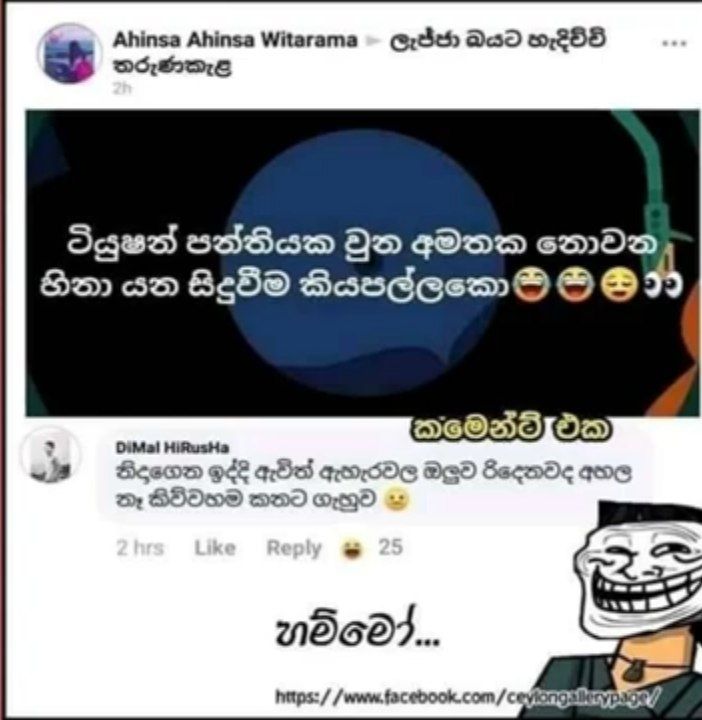 Ahinsa Ahinsa Witarama ▸ ලැජ්ජා බයට හැදිච්චි
තරුණකැළ
2h
ටියුෂන් පන්තියක වුන අමතක නොවන
හිනා යන සිදුවීම කියපල්ලකො😆😆😌👀
කමෙන්ට් එක
DiMal HiRusHa
නිදාගෙන ඉද්දි ඇවිත් ඇහැරවල ඔලුව රිදෙනවද අහල
නෑ කිව්වහම කනට ගැහුව 😐
2 hrs Like Reply 😆 25
හම්මෝ...
https://www.facebook.com/ceylongallerypage/